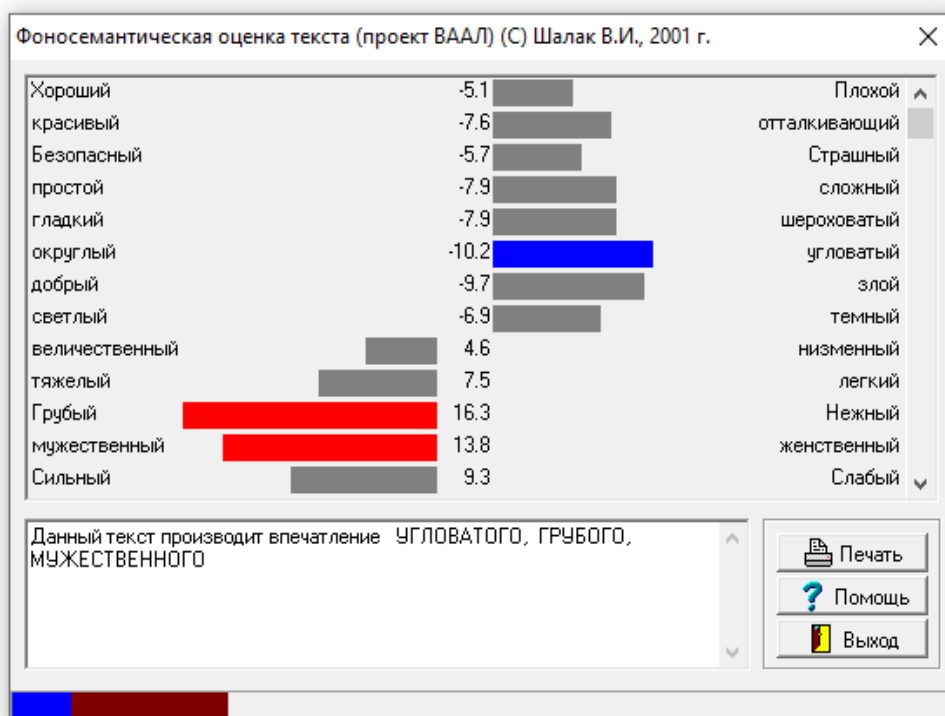 Фоносемантическая оценка текста (проект ВААЛ) (С) Шалак В.И., 2001 г.
Хороший -5.1 Плохой
красивый -7.6 отталкивающий
Безопасный -5.7 Страшный
простой -7.9 сложный
гладкий -7.9 шероховатый
округлый -10.2 угловатый
добрый -9.7 злой
светлый -6.9 темный
величественный 4.6 низменный
тяжелый 7.5 легкий
Грубый 16.3 Нежный
мужественный 13.8 женственный
Сильный 9.3 Слабый
Данный текст производит впечатление УГЛОВАТОГО, ГРУБОГО,
МУЖЕСТВЕННОГО
Печать
Помощь
Выход